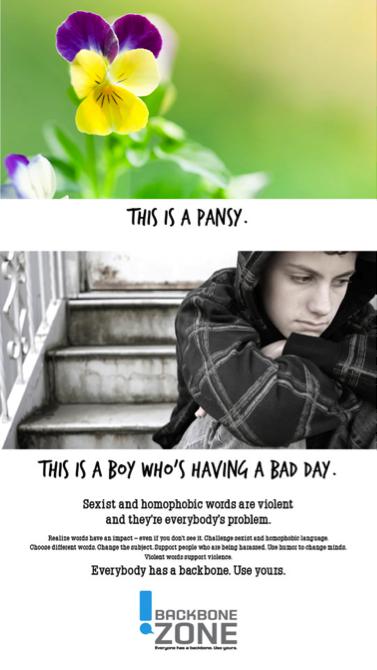 THIS IS A PANSY.
THIS IS A BOY WHO'S HAVING A BAD DAY.
Sexist and homophobic words are violent
and they're everybody's problem.
Realize words have an impact – even if you don't see it. Challenge sexist and homophobic language.
Choose different words. Change the subject. Support people who are being harassed. Use humor to change minds.
Violent words support violence.
Everybody has a backbone. Use yours.
BACKBONE
ZONE
Everyone has a backbone. Use yours.